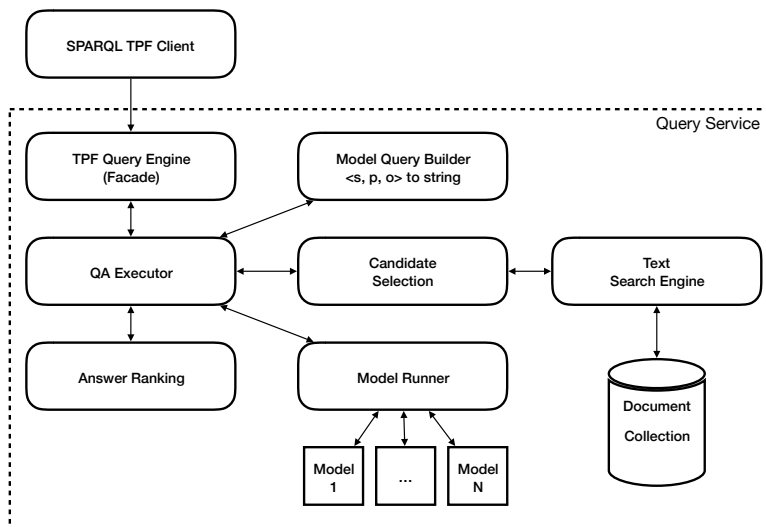 SPARQL TPF Client
Query Service
TPF Query Engine
(Facade)
Model Query Builder
<s, p, o> to string
QA Executor
Candidate
Selection
Text
Search Engine
Answer Ranking
Model Runner
Document
Collection
Model
1
...
Model
N